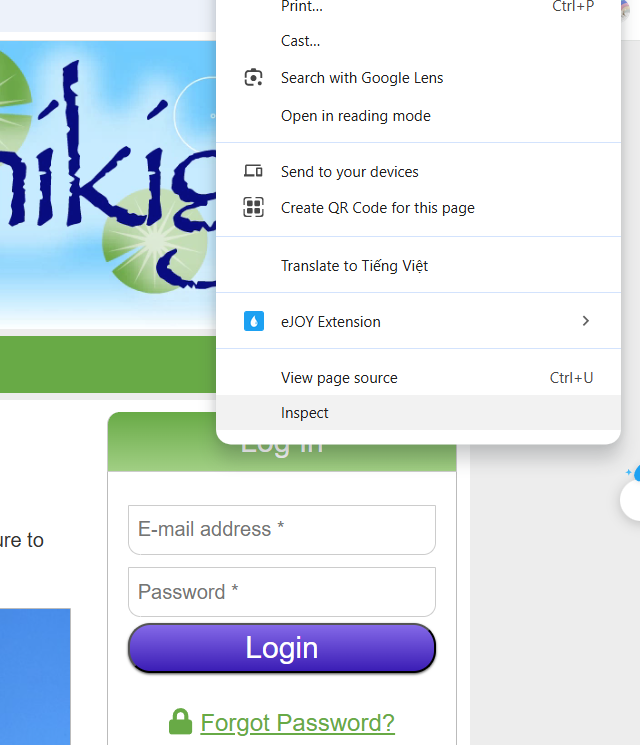 Print...
Ctrl+P
Cast...
Search with Google Lens
Open in reading mode
Send to your devices
Create QR Code for this page
Translate to Tiếng Việt
eJOY Extension
View page source
Ctrl+U
Inspect
Log In
ure to
E-mail address *
Password *
Login
Forgot Password?